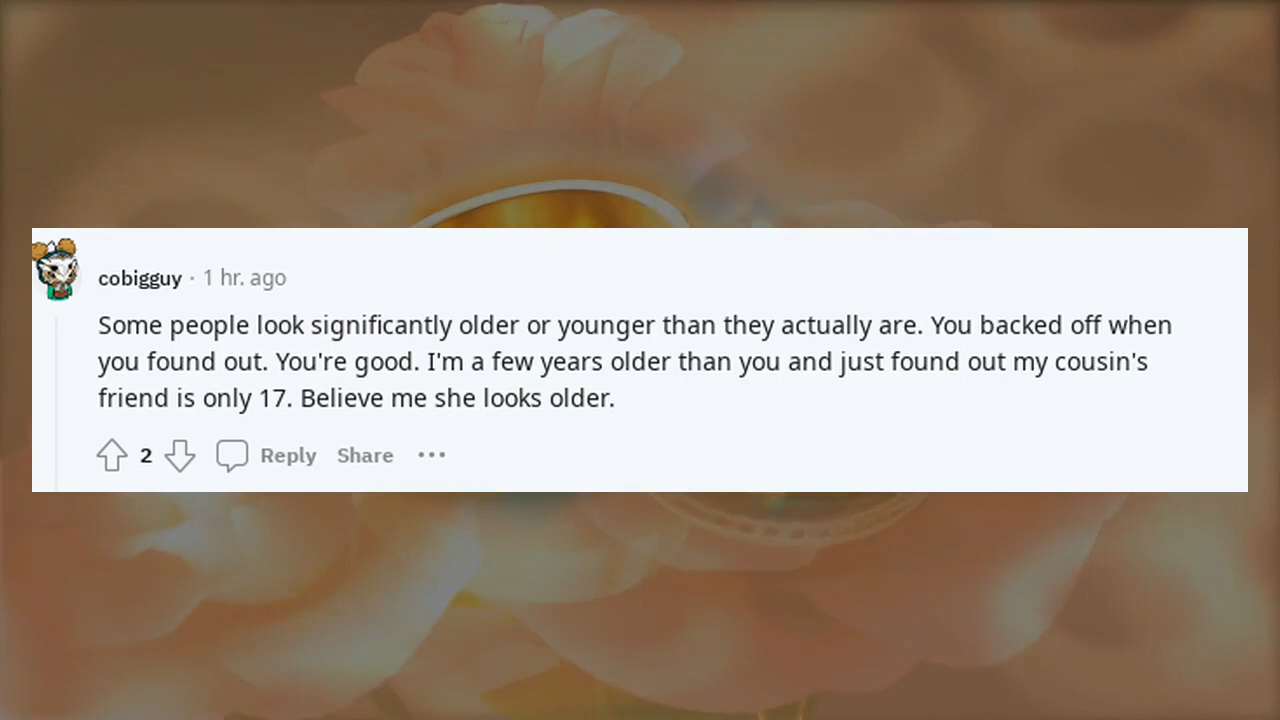 cobigguy · 1 hr. ago
Some people look significantly older or younger than they actually are. You backed off when
you found out. You're good. I'm a few years older than you and just found out my cousin's
friend is only 17. Believe me she looks older.
2 Reply Share •••